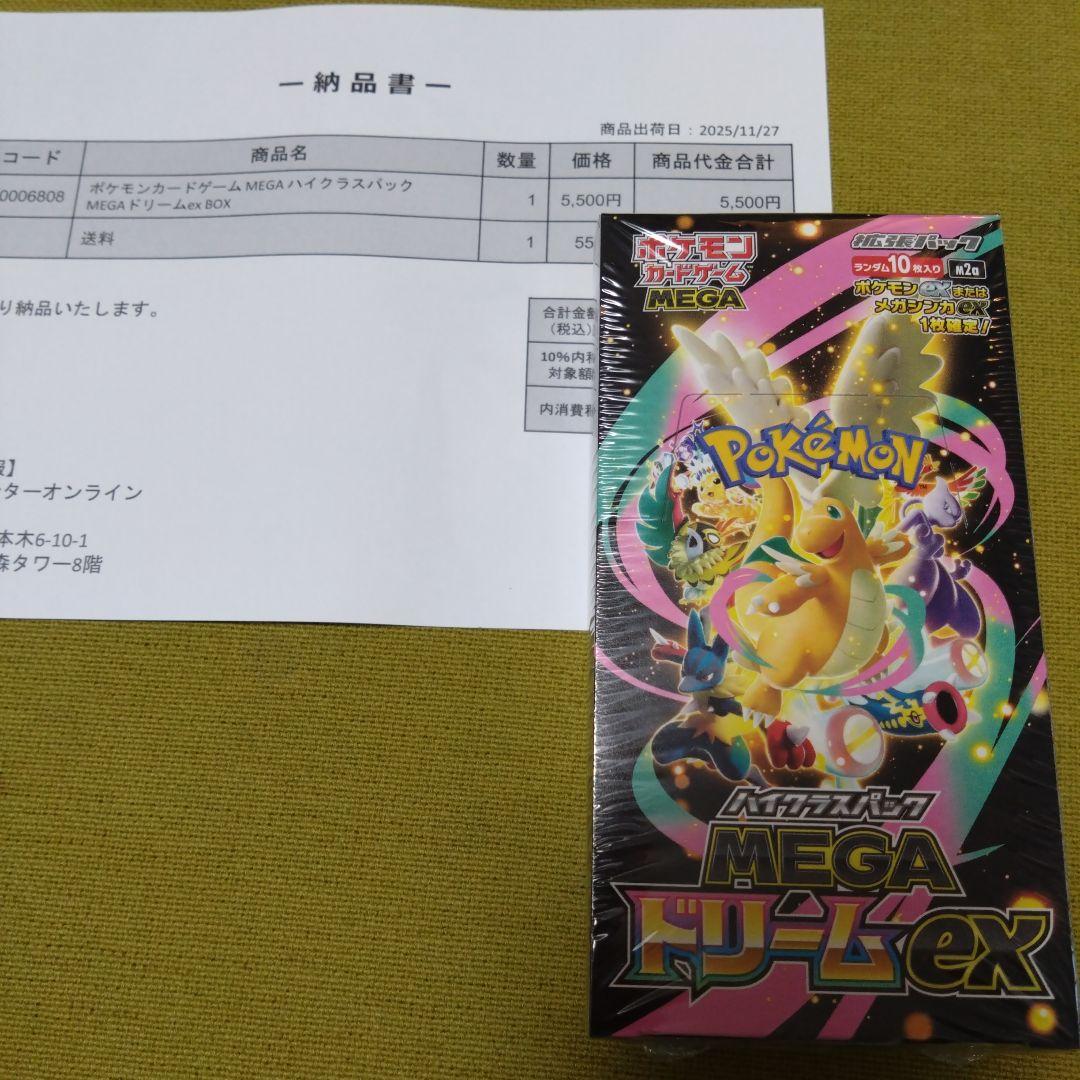 — 納品書 —
商品出荷日：2025/11/27
コード 商品名 数量 価格 商品代金合計
0006808 ポケモンカードゲーム MEGA ハイクラスパック 1 5,500円 5,500円
MEGAドリームex BOX
送料 1 55
り納品いたします。
合計金額
（税込）
10%内税
対象額
内消費税
報】
ンターオンライン
本木6-10-1
森タワー8階
ポケモン
カードゲーム
MEGA
拡張パック
ランダム10枚入り M2a
ポケモンexまたは
メガシンカex
1枚確定！
POKéMON
ハイクラスパック
MEGA
ドリームex